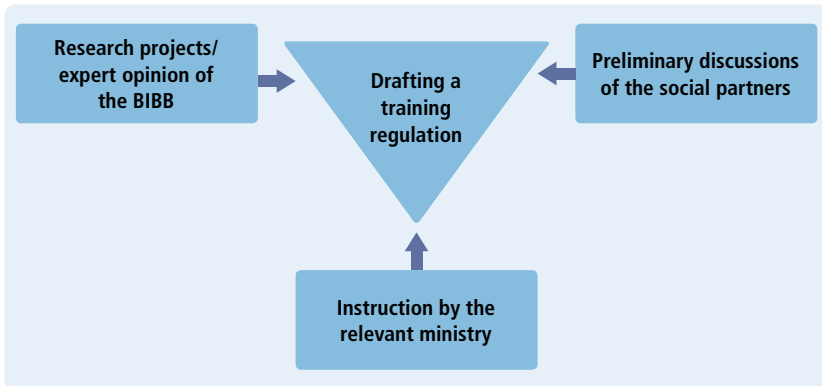 Research projects/
expert opinion of
the BIBB
Drafting a
training
regulation
Preliminary discussions
of the social partners
Instruction by the
relevant ministry